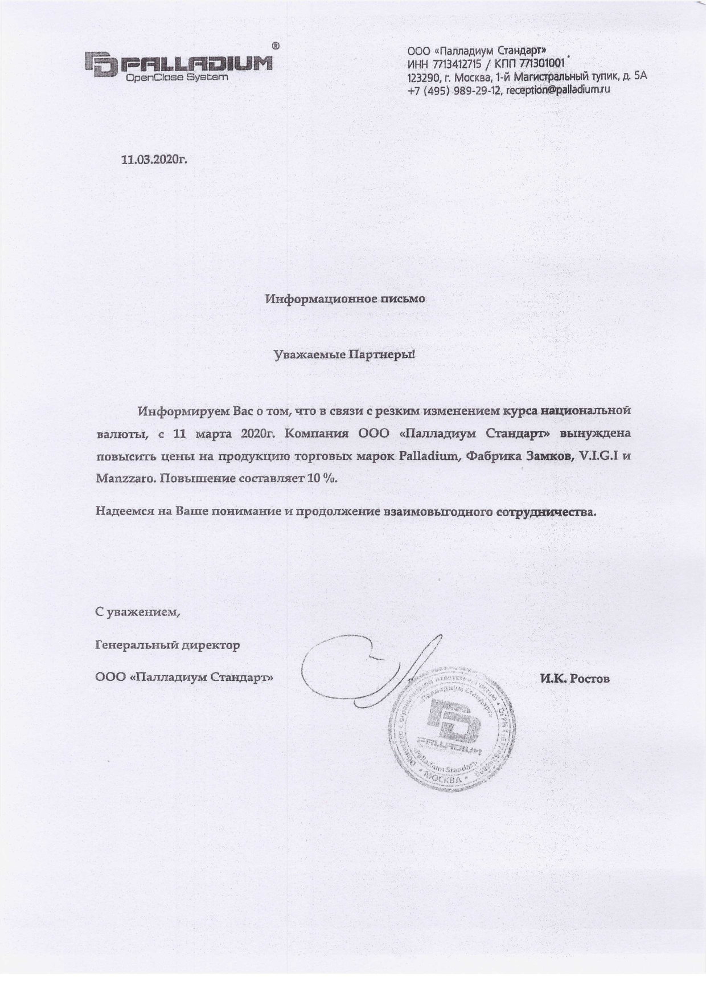 PALLADIUM ®
OpenClose System
ООО «Палладиум Стандарт»
ИНН 7713412715 / КПП 771301001
123290, г. Москва, 1-й Магистральный тупик, д. 5А
+7 (495) 989-29-12, reception@palladium.ru
11.03.2020г.
Информационное письмо
Уважаемые Партнеры!
Информируем Вас о том, что в связи с резким изменением курса национальной
валюты, с 11 марта 2020г. Компания ООО «Палладиум Стандарт» вынуждена
повысить цены на продукцию торговых марок Palladium, Фабрика Замков, V.I.G.I и
Manzzaro. Повышение составляет 10 %.
Надеемся на Ваше понимание и продолжение взаимовыгодного сотрудничества.
С уважением,
Генеральный директор
ООО «Палладиум Стандарт»
И.К. Ростов
Общество с ограниченной ответственностью • ОГРН
«Палладиум Стандарт»
PALLADIUM
«Palladium Standart»
• МОСКВА •